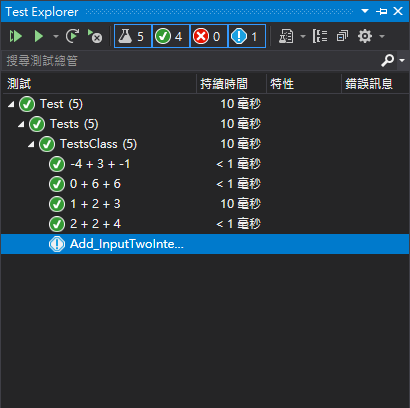 Test Explorer
5 4 0 1
搜尋測試總管
測試 持續時間 特性 錯誤訊息
Test (5) 10 毫秒
Tests (5) 10 毫秒
TestsClass (5) 10 毫秒
-4 + 3 + -1 < 1 毫秒
0 + 6 + 6 < 1 毫秒
1 + 2 + 3 10 毫秒
2 + 2 + 4 < 1 毫秒
Add_InputTwoInte...